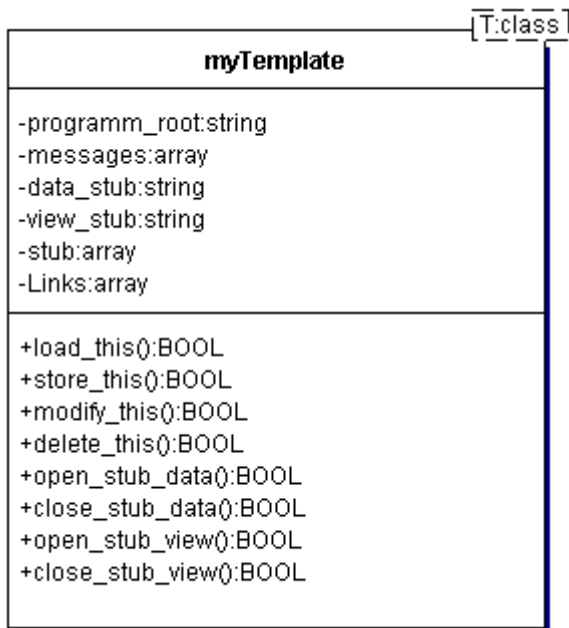 T:class
myTemplate
-programm_root:string
-messages:array
-data_stub:string
-view_stub:string
-stub:array
-Links:array
+load_this():BOOL
+store_this():BOOL
+modify_this():BOOL
+delete_this():BOOL
+open_stub_data():BOOL
+close_stub_data():BOOL
+open_stub_view():BOOL
+close_stub_view():BOOL